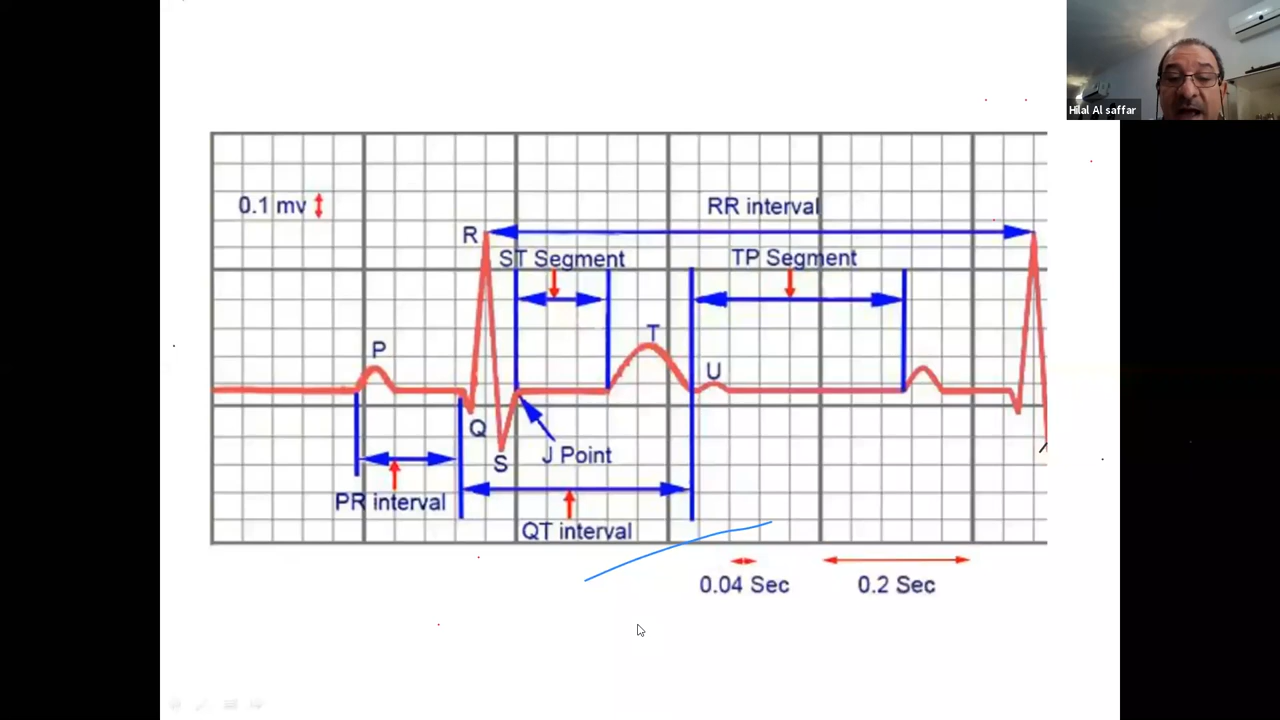 Hilal Al saffar
0.1 mv
RR interval
R
ST Segment
TP Segment
T
P
U
Q
J Point
S
PR interval
QT interval
0.04 Sec
0.2 Sec